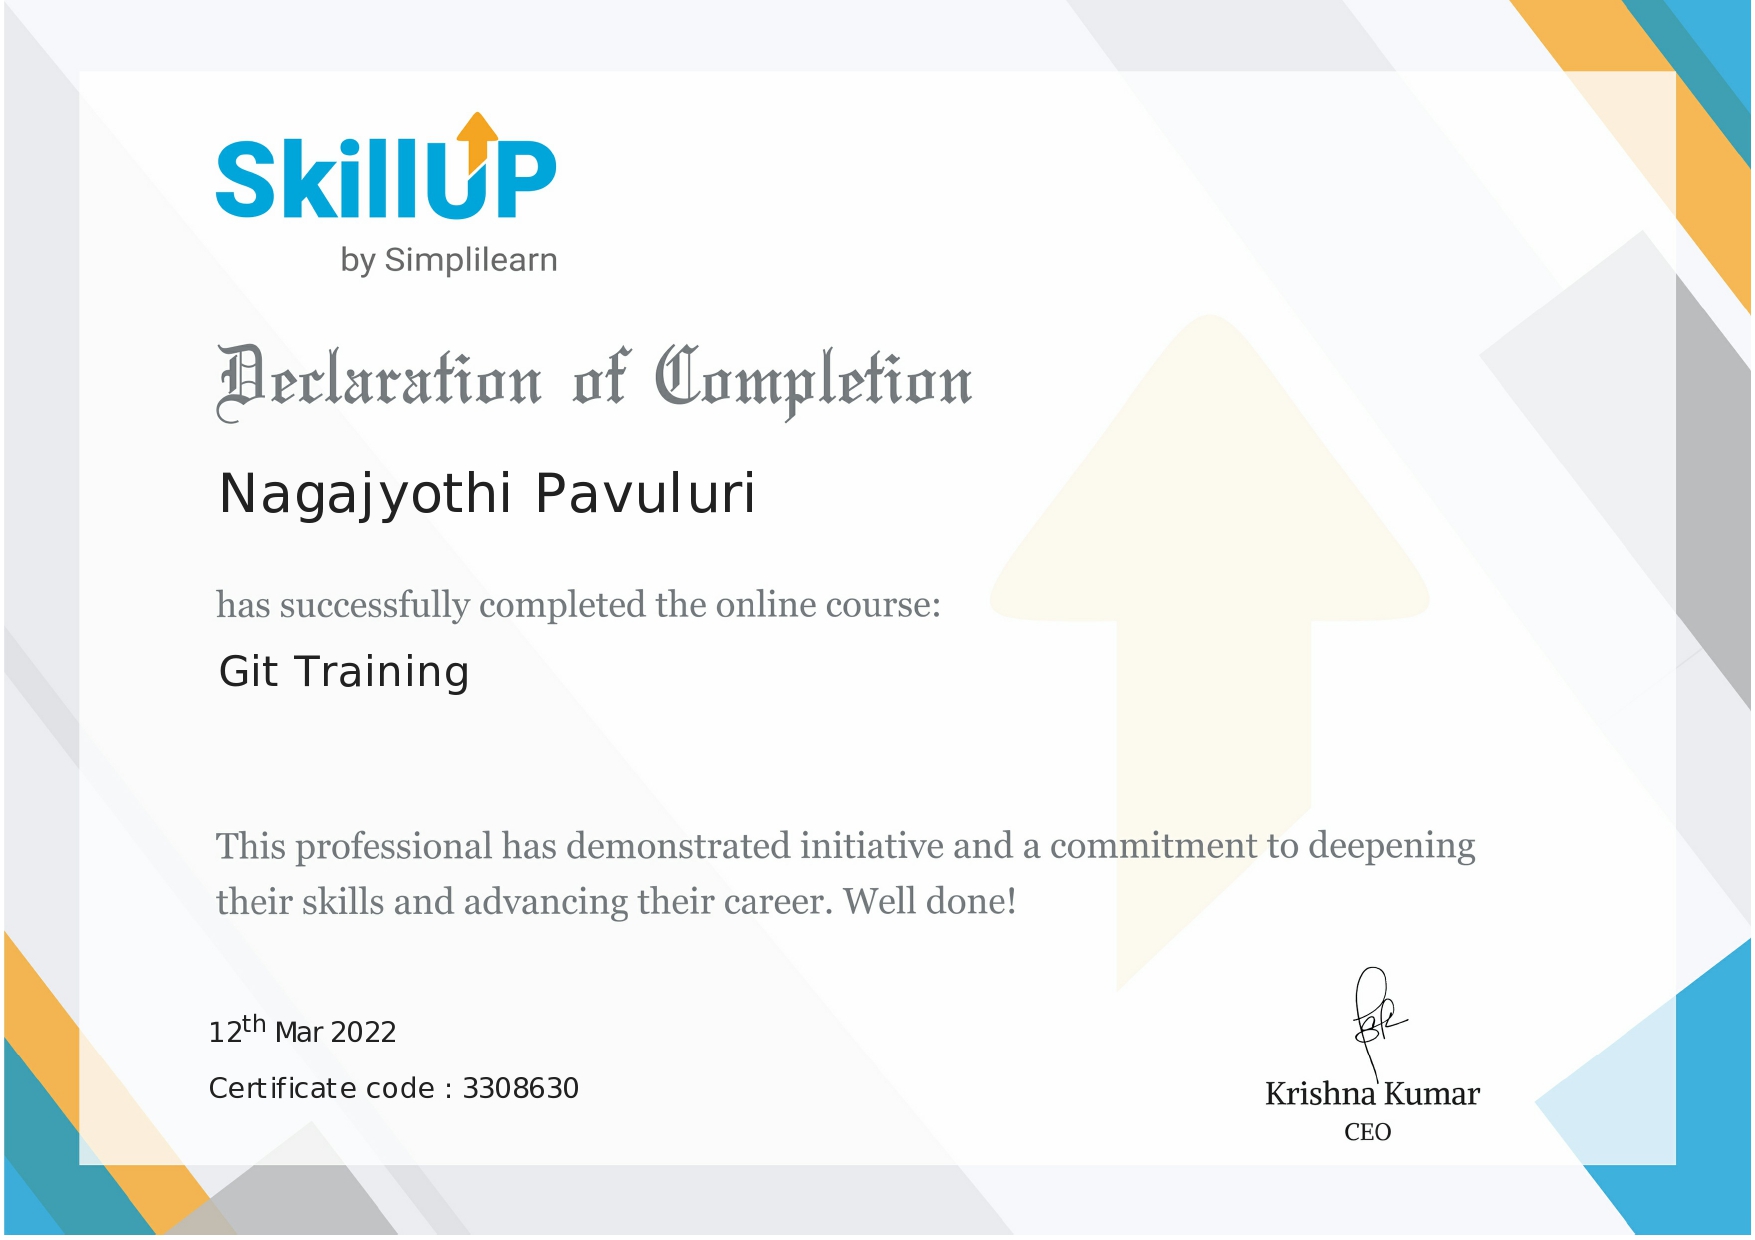 SkillUP
by Simplilearn
Declaration of Completion
Nagajyothi Pavuluri
has successfully completed the online course:
Git Training
This professional has demonstrated initiative and a commitment to deepening
their skills and advancing their career. Well done!
12th Mar 2022
Certificate code : 3308630
Krishna Kumar
CEO